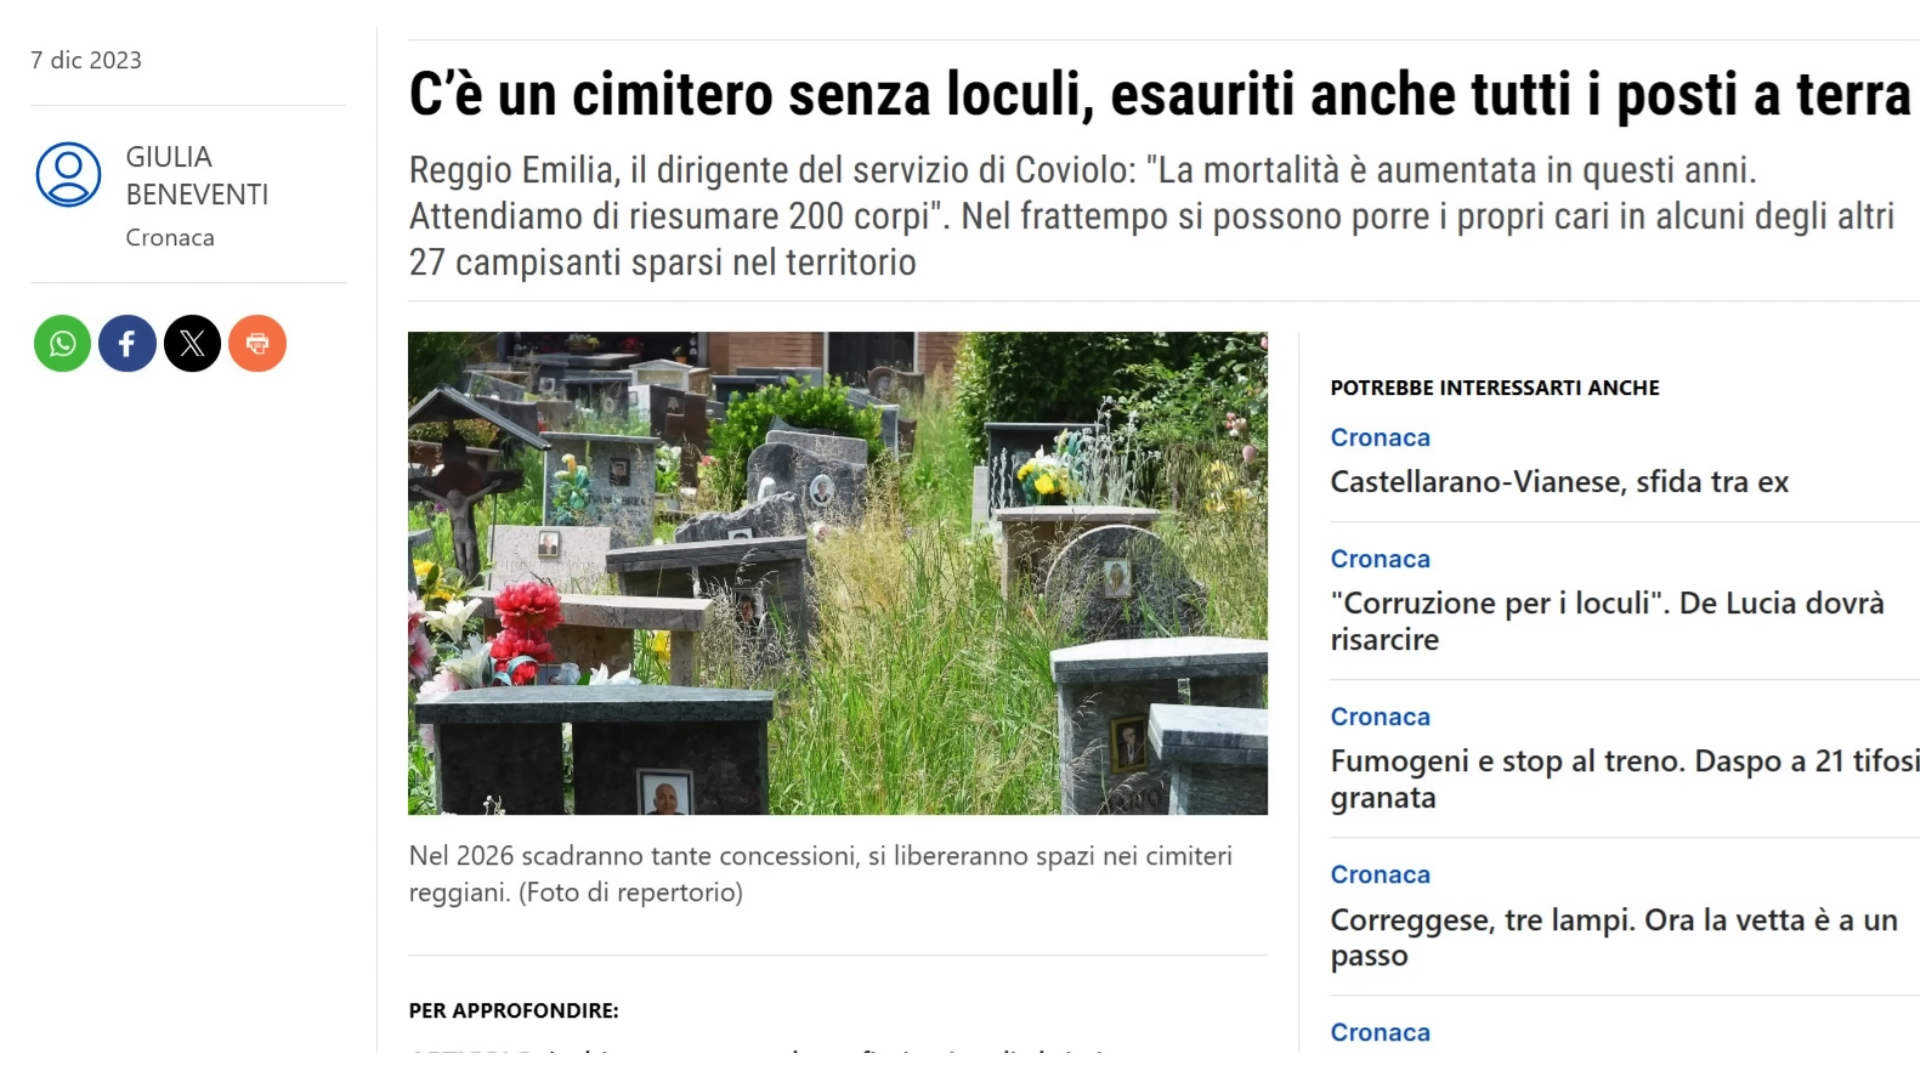 7 dic 2023
GIULIA
BENEVENTI
Cronaca
C’è un cimitero senza loculi, esauriti anche tutti i posti a terra
Reggio Emilia, il dirigente del servizio di Coviolo: "La mortalità è aumentata in questi anni.
Attendiamo di riesumare 200 corpi". Nel frattempo si possono porre i propri cari in alcuni degli altri
27 campisanti sparsi nel territorio
Nel 2026 scadranno tante concessioni, si libereranno spazi nei cimiteri
reggiani. (Foto di repertorio)
PER APPROFONDIRE:
POTREBBE INTERESSARTI ANCHE
Cronaca
Castellarano-Vianese, sfida tra ex
Cronaca
"Corruzione per i loculi". De Lucia dovrà
risarcire
Cronaca
Fumogeni e stop al treno. Daspo a 21 tifosi
granata
Cronaca
Correggese, tre lampi. Ora la vetta è a un
passo
Cronaca